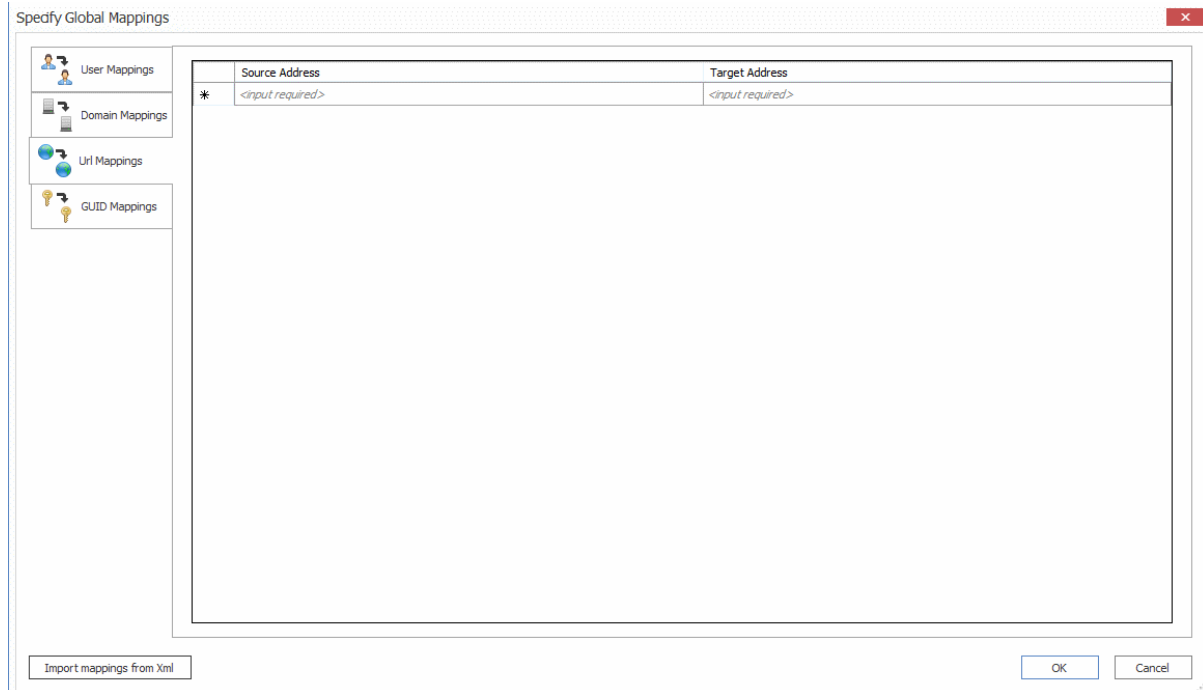 Specify Global Mappings
User Mappings
Domain Mappings
Url Mappings
GUID Mappings
Source Address Target Address
<input required> <input required>
Import mappings from Xml
OK Cancel